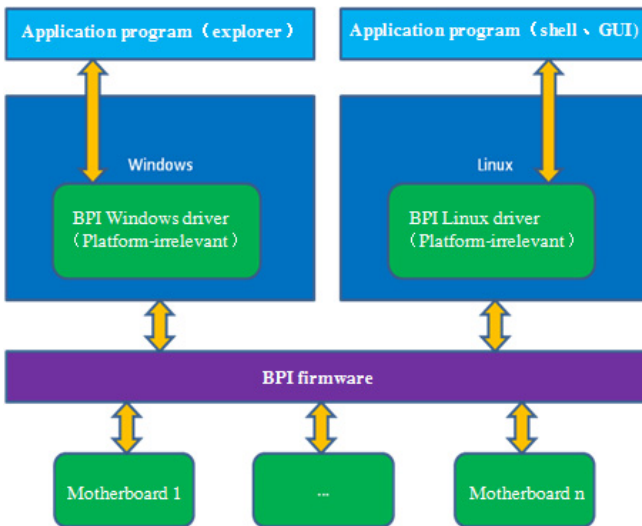 Application program（explorer）
Application program（shell、GUI）
Windows
Linux
BPI Windows driver
（Platform-irrelevant）
BPI Linux driver
（Platform-irrelevant）
BPI firmware
Motherboard 1
...
Motherboard n